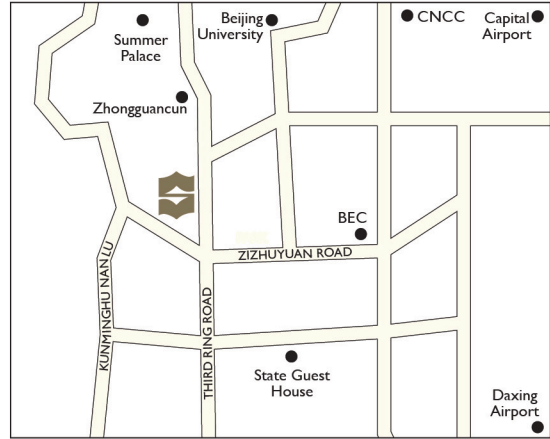 Beijing
University
CNCC
Capital
Airport
Summer
Palace
Zhongguancun
BEC
ZIZHUYUAN ROAD
KUNMINGHU NAN LU
THIRD RING ROAD
State Guest
House
Daxing
Airport